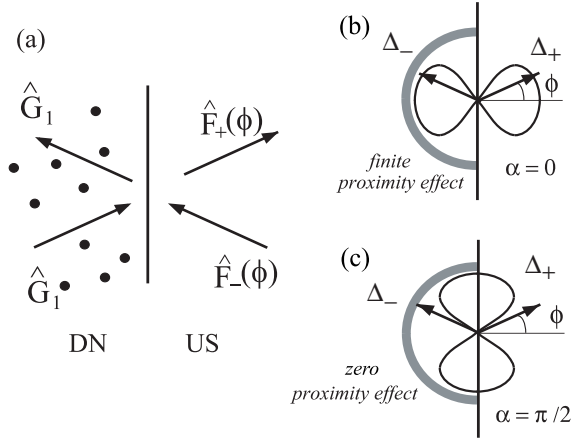 (a)
Ĝ₁
F̂₊(ϕ)
Ĝ₁
F̂₋(ϕ)
DN
US
(b)
Δ₋
Δ₊
ϕ
finite
proximity effect
α = 0
(c)
Δ₋
Δ₊
ϕ
zero
proximity effect
α = π /2